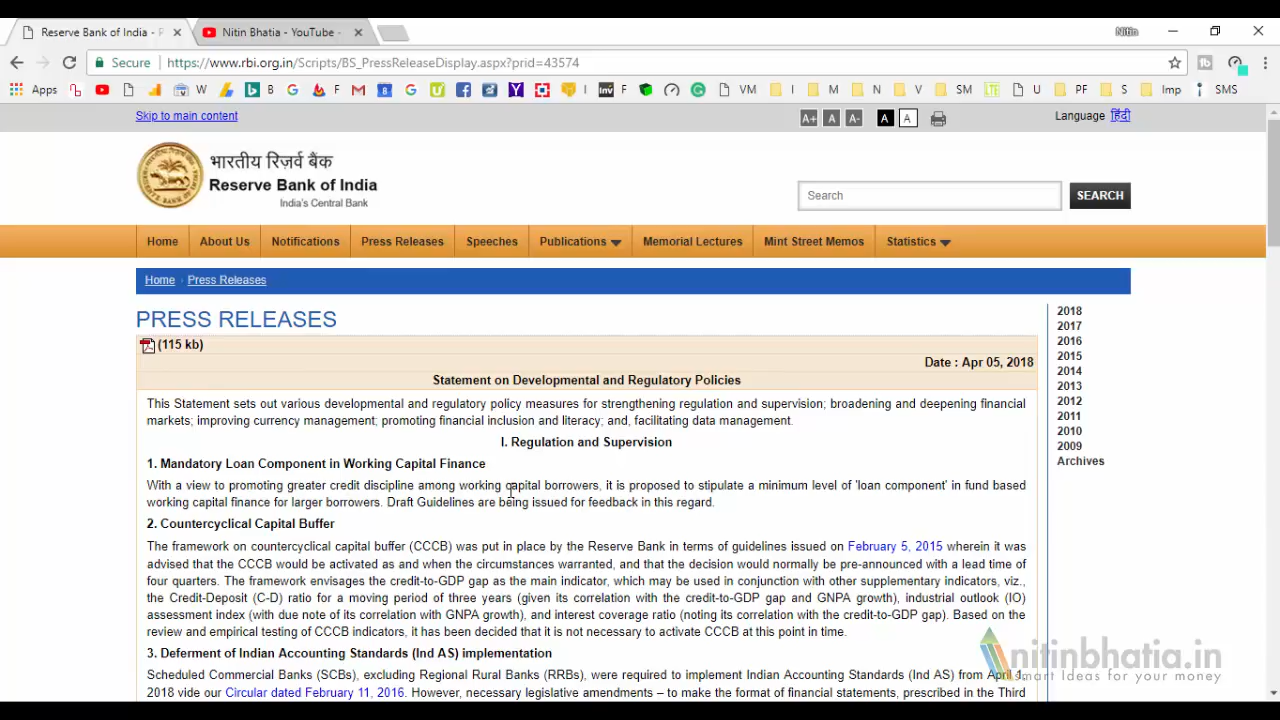 Reserve Bank of India - P
Nitin Bhatia - YouTube -
Nitin
Secure
https://www.rbi.org.in/Scripts/BS_PressReleaseDisplay.aspx?prid=43574
Apps W B F G VM I M N V SM U PF S Imp SMS
Skip to main content
A+ A A- A A
Language हिंदी
भारतीय रिज़र्व बैंक
Reserve Bank of India
India's Central Bank
Search
SEARCH
Home About Us Notifications Press Releases Speeches Publications Memorial Lectures Mint Street Memos Statistics
Home › Press Releases
PRESS RELEASES
(115 kb)
Date : Apr 05, 2018
Statement on Developmental and Regulatory Policies
This Statement sets out various developmental and regulatory policy measures for strengthening regulation and supervision; broadening and deepening financial
markets; improving currency management; promoting financial inclusion and literacy; and, facilitating data management.
I. Regulation and Supervision
1. Mandatory Loan Component in Working Capital Finance
With a view to promoting greater credit discipline among working capital borrowers, it is proposed to stipulate a minimum level of 'loan component' in fund based
working capital finance for larger borrowers. Draft Guidelines are being issued for feedback in this regard.
2. Countercyclical Capital Buffer
The framework on countercyclical capital buffer (CCCB) was put in place by the Reserve Bank in terms of guidelines issued on February 5, 2015 wherein it was
advised that the CCCB would be activated as and when the circumstances warranted, and that the decision would normally be pre-announced with a lead time of
four quarters. The framework envisages the credit-to-GDP gap as the main indicator, which may be used in conjunction with other supplementary indicators, viz.,
the Credit-Deposit (C-D) ratio for a moving period of three years (given its correlation with the credit-to-GDP gap and GNPA growth), industrial outlook (IO)
assessment index (with due note of its correlation with GNPA growth), and interest coverage ratio (noting its correlation with the credit-to-GDP gap). Based on the
review and empirical testing of CCCB indicators, it has been decided that it is not necessary to activate CCCB at this point in time.
3. Deferment of Indian Accounting Standards (Ind AS) implementation
Scheduled Commercial Banks (SCBs), excluding Regional Rural Banks (RRBs), were required to implement Indian Accounting Standards (Ind AS) from April 1,
2018 vide our Circular dated February 11, 2016. However, necessary legislative amendments – to make the format of financial statements, prescribed in the Third
2018
2017
2016
2015
2014
2013
2012
2011
2010
2009
Archives
nitinbhatia.in
Smart Ideas for your money